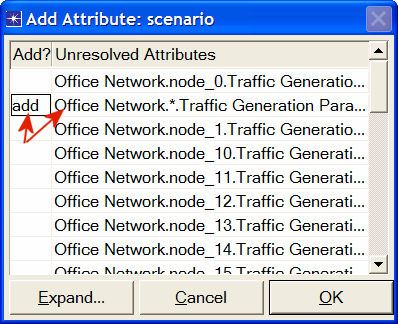 Add Attribute: scenario
Add? Unresolved Attributes
Office Network.node_0.Traffic Generatio...
add Office Network.*.Traffic Generation Para...
Office Network.node_1.Traffic Generati...
Office Network.node_10.Traffic Generati...
Office Network.node_11.Traffic Generati...
Office Network.node_12.Traffic Generati...
Office Network.node_13.Traffic Generati...
Office Network.node_14.Traffic Generati...
Office Network.node_15.Traffic Generati...
Expand... Cancel OK